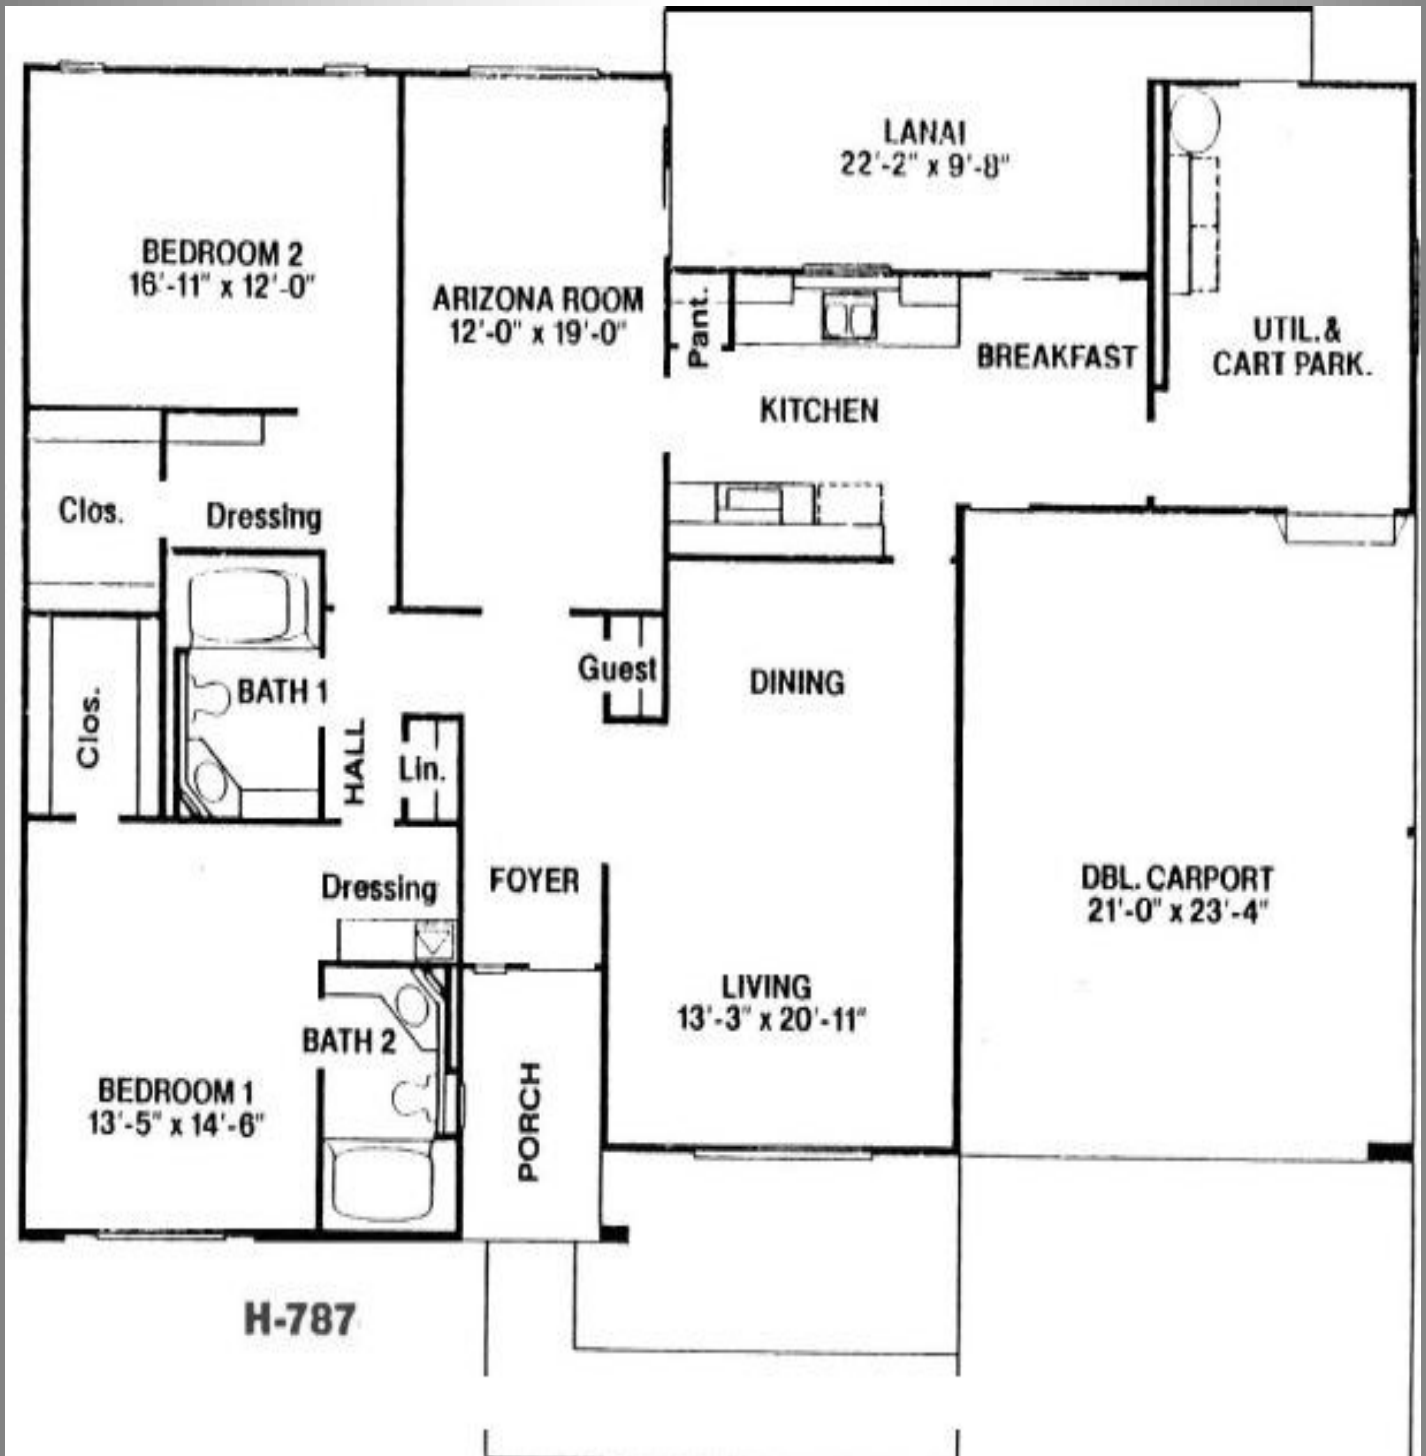 LANAI
22'-2" x 9'-8"
BEDROOM 2
16'-11" x 12'-0"
ARIZONA ROOM
12'-0" x 19'-0"
Pant.
BREAKFAST
UTIL. &
CART PARK.
KITCHEN
Clos.
Dressing
Guest
DINING
BATH 1
Clos.
HALL
Lin.
Dressing
FOYER
DBL. CARPORT
21'-0" x 23'-4"
LIVING
13'-3" x 20'-11"
BATH 2
BEDROOM 1
13'-5" x 14'-6"
PORCH
H-787